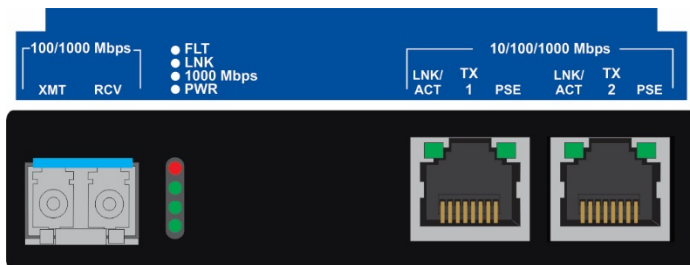 100/1000 Mbps
XMT RCV
FLT
LNK
1000 Mbps
PWR
10/100/1000 Mbps
LNK/ TX LNK/ TX
ACT 1 PSE ACT 2 PSE